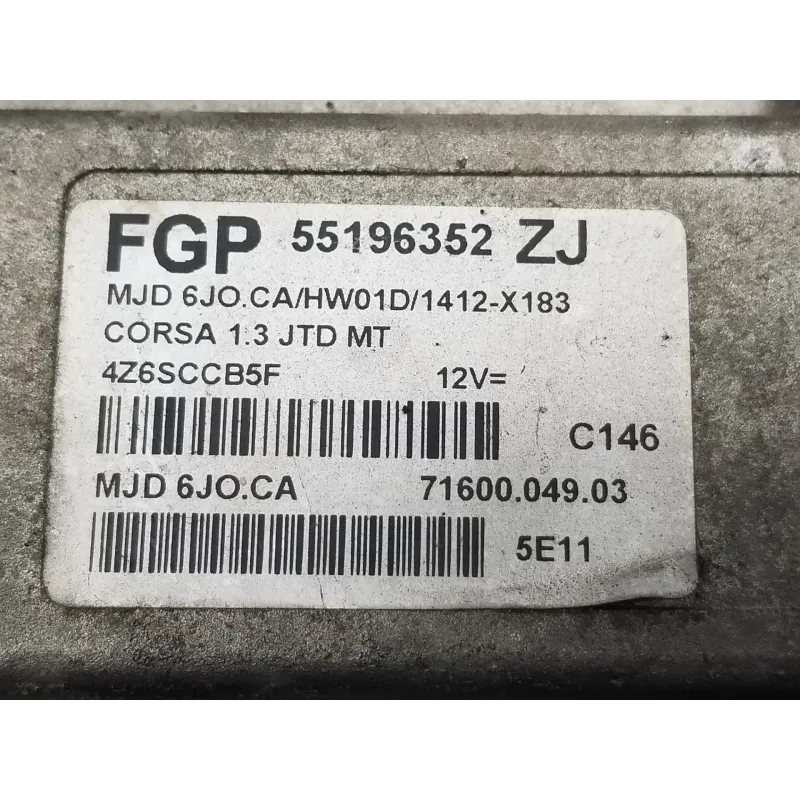 FGP 55196352 ZJ
MJD 6JO.CA/HW01D/1412-X183
CORSA 1.3 JTD MT
4Z6SCCB5F 12V=
C146
MJD 6JO.CA 71600.049.03
5E11